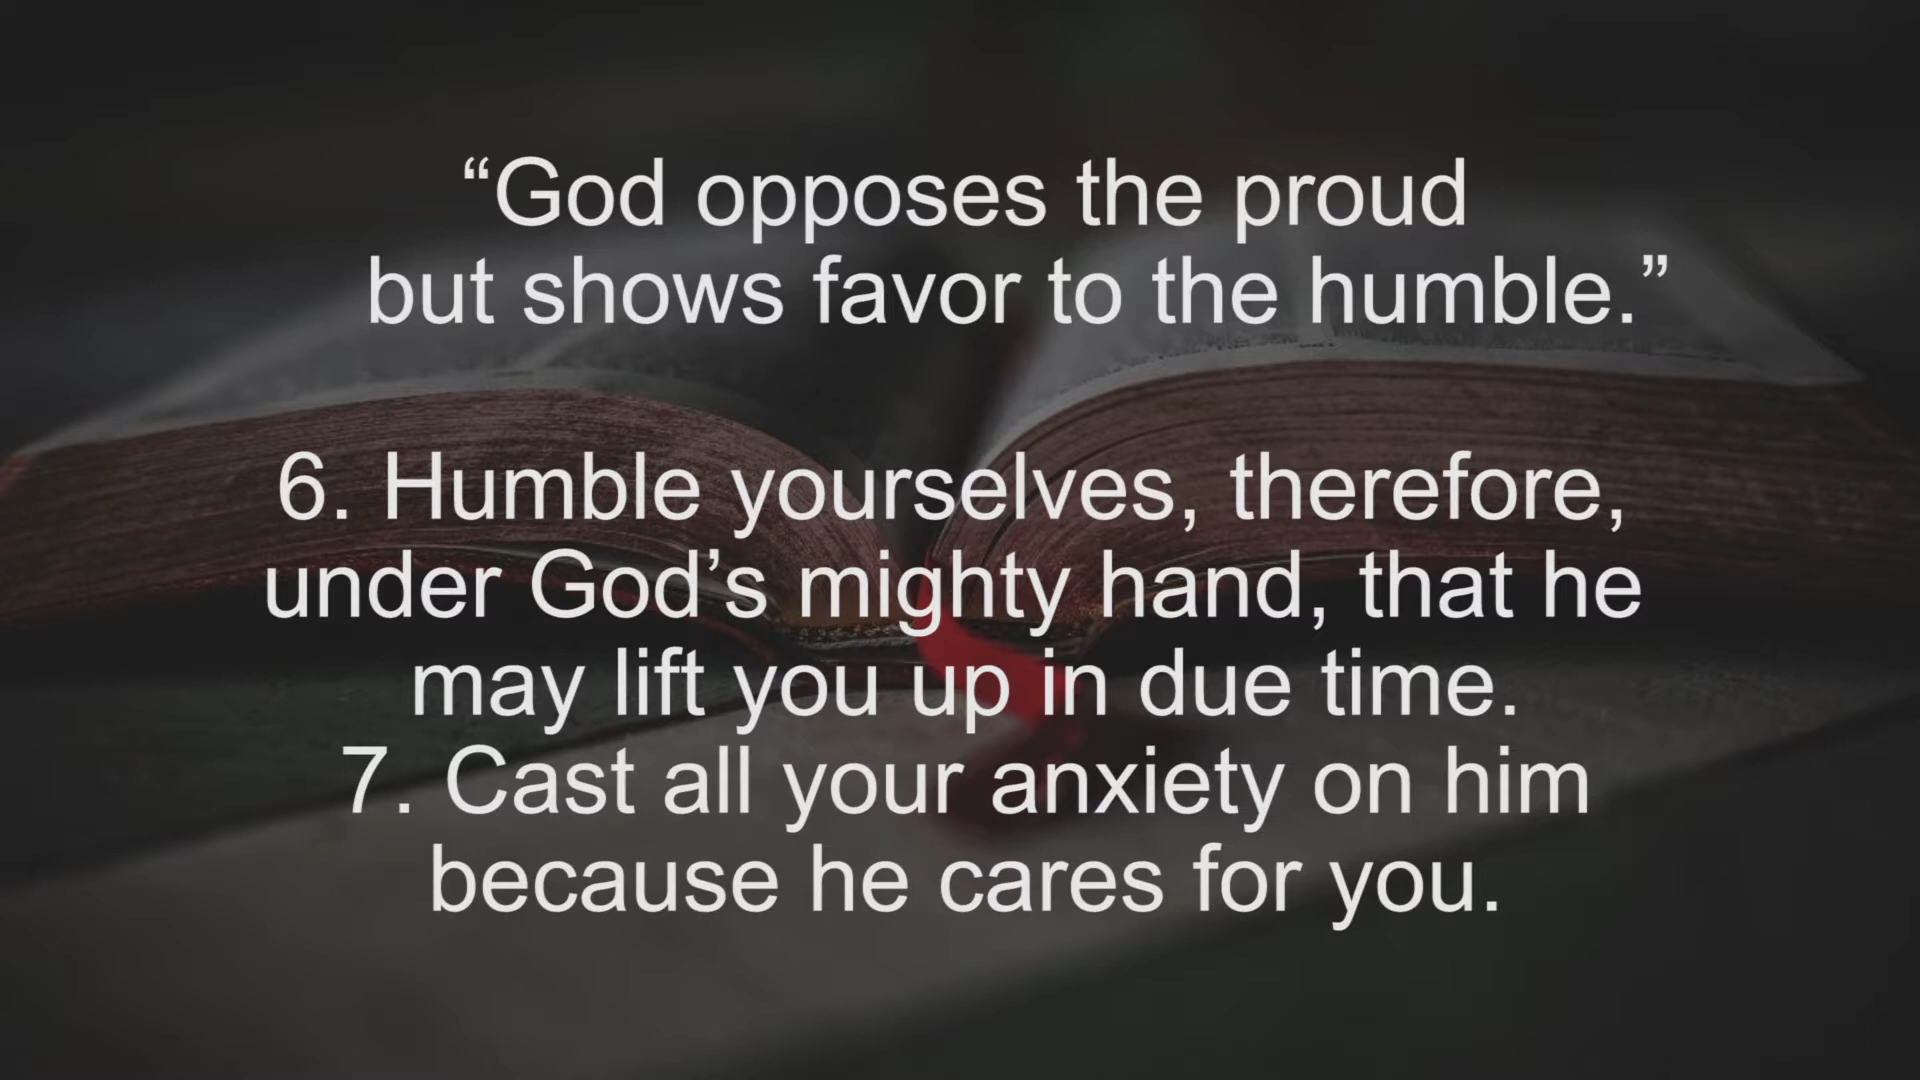 “God opposes the proud
but shows favor to the humble.”
6. Humble yourselves, therefore,
under God’s mighty hand, that he
may lift you up in due time.
7. Cast all your anxiety on him
because he cares for you.